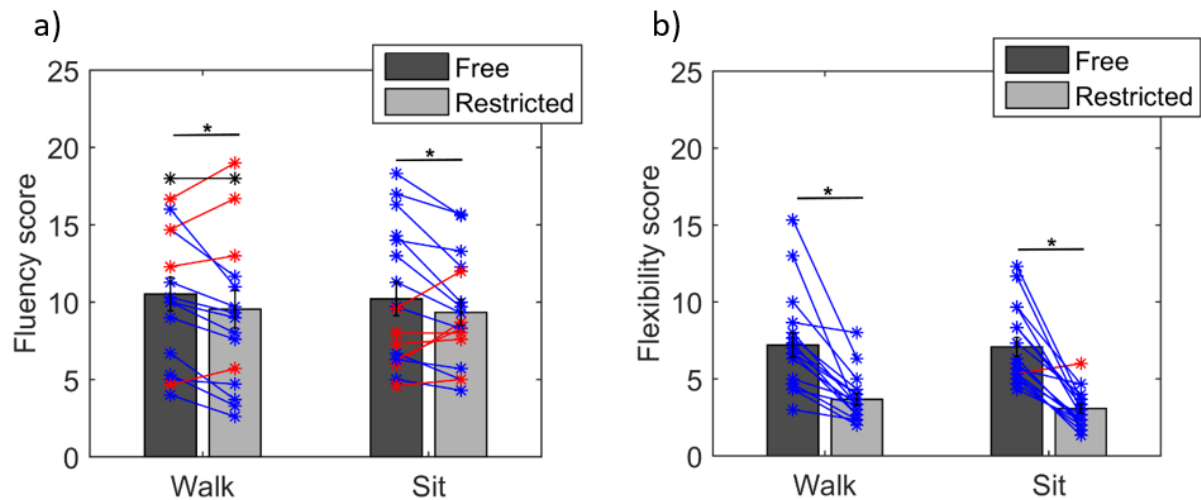 a)
Free
Restricted
25
20
15
10
5
0
Fluency score
*
*
Walk
Sit
b)
Free
Restricted
25
20
15
10
5
0
Flexibility score
*
*
Walk
Sit